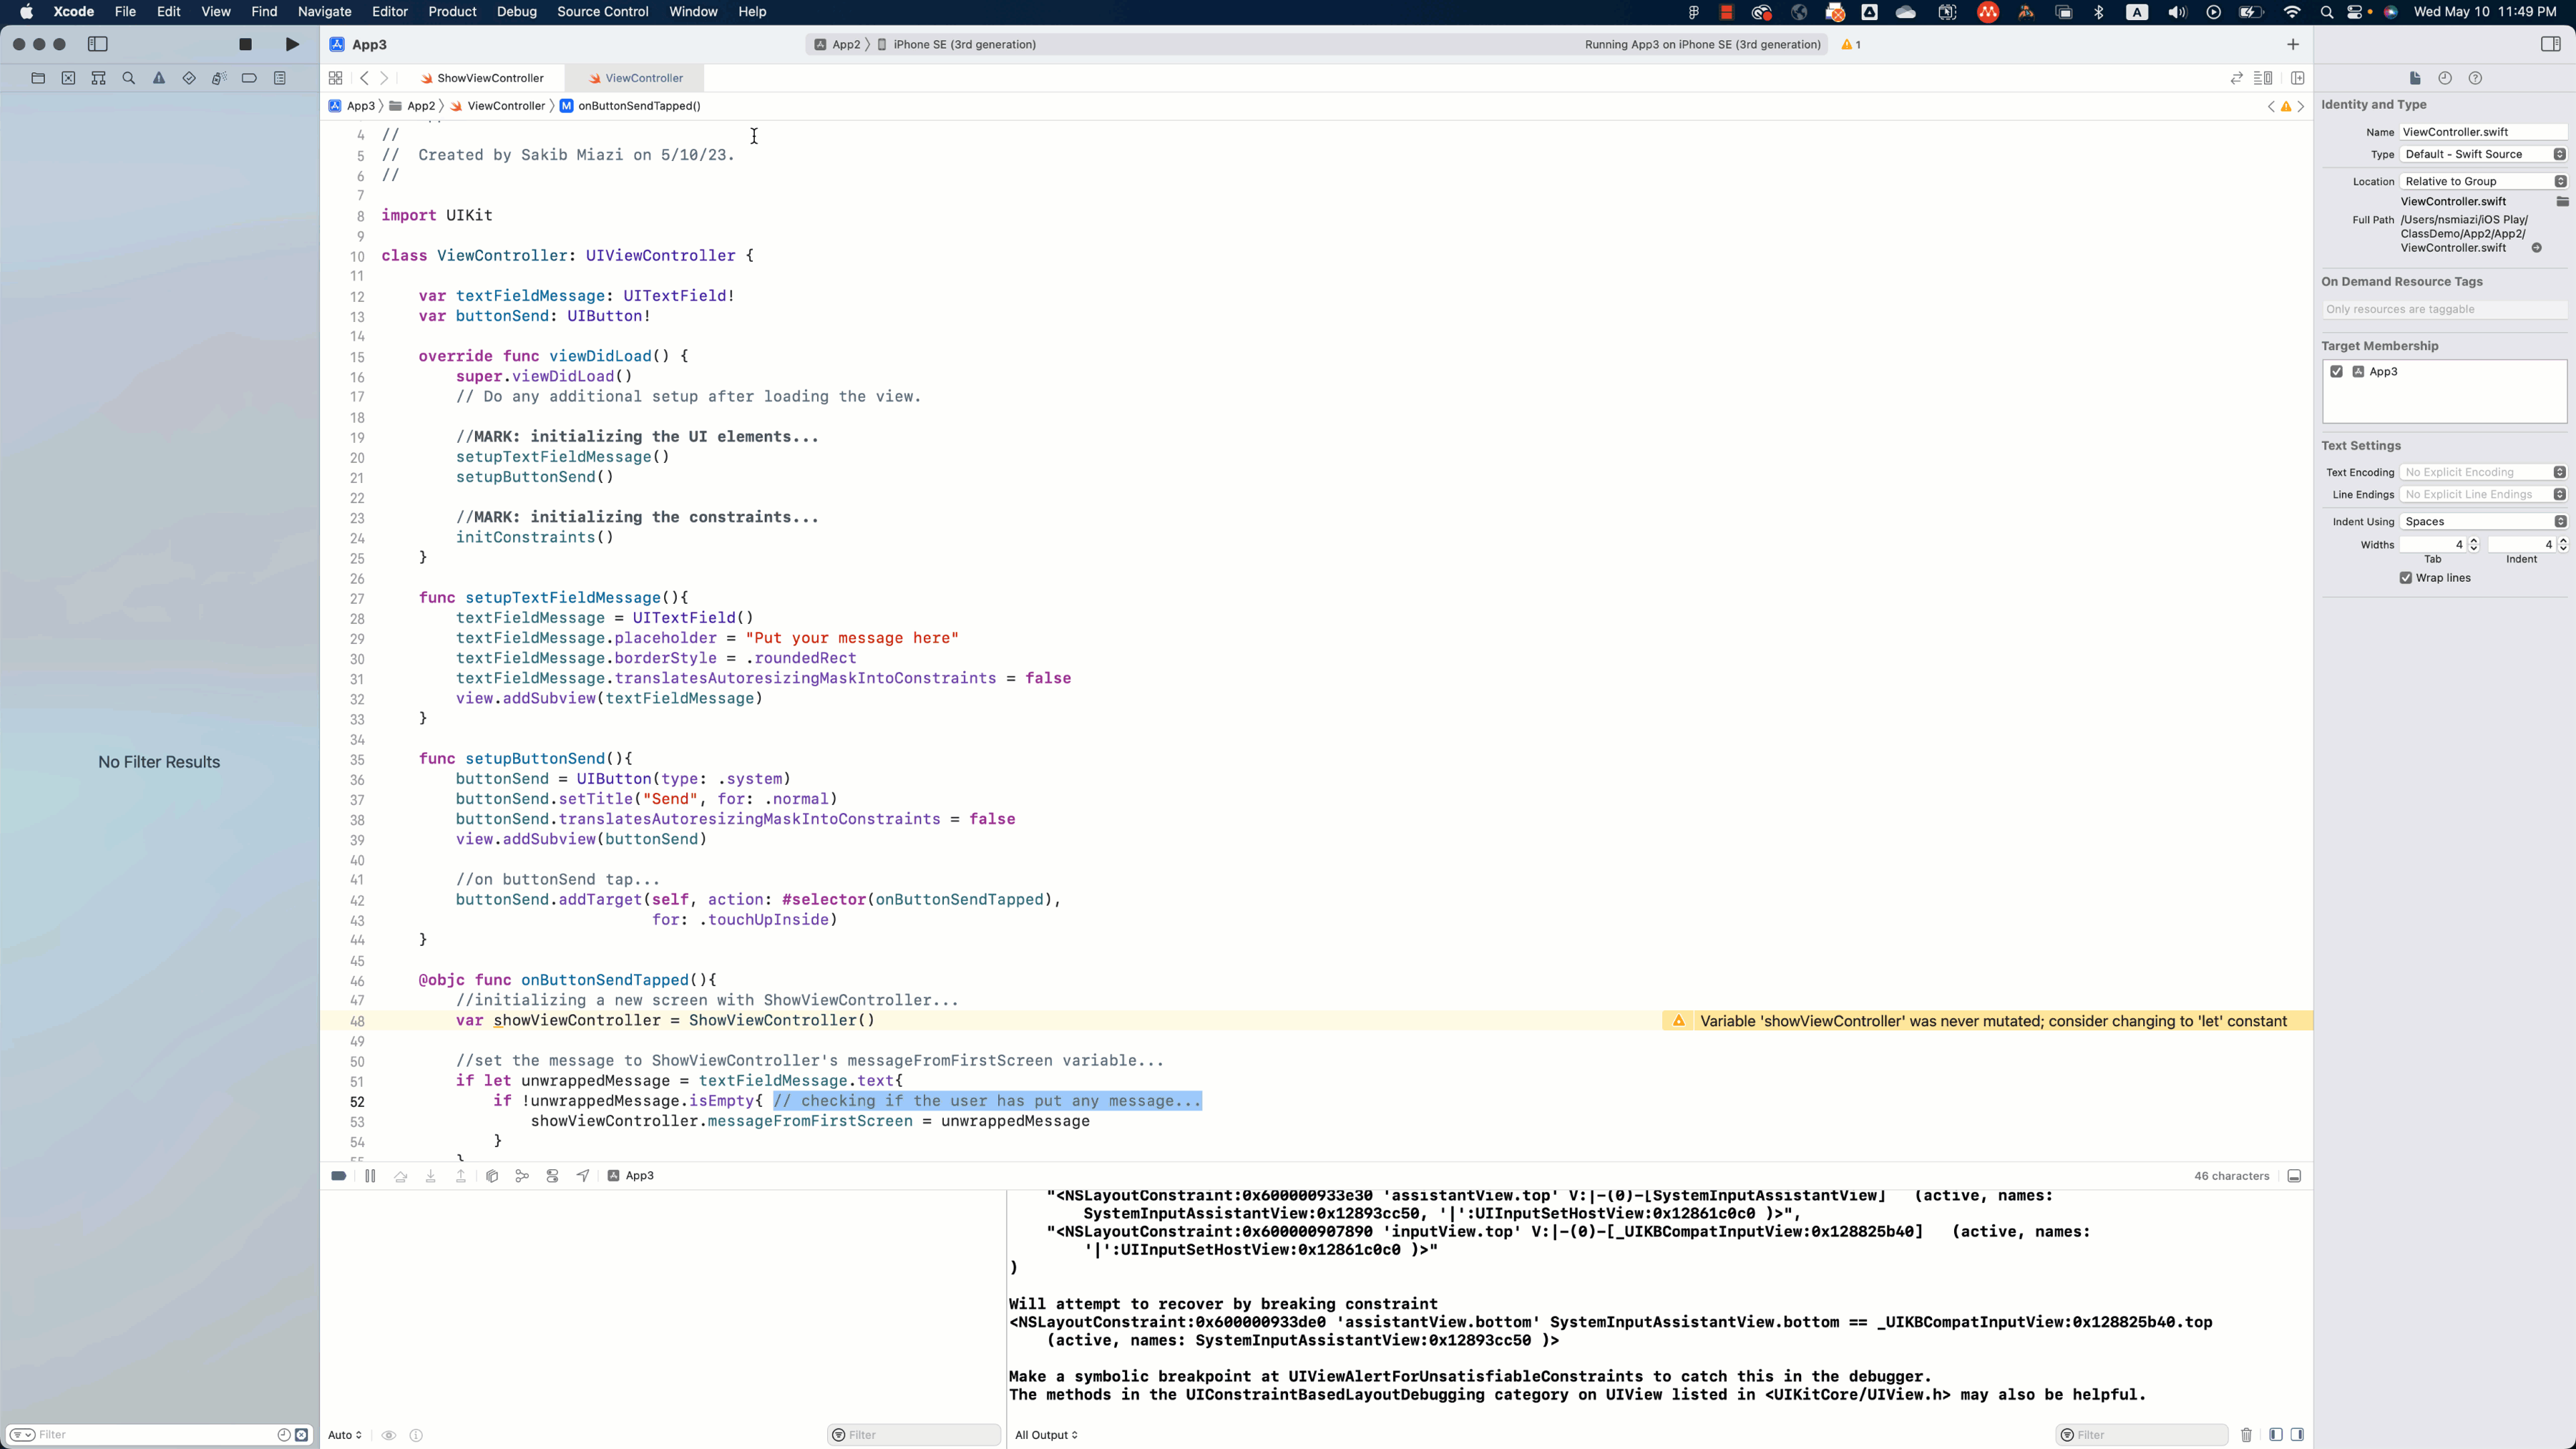 Xcode File Edit View Find Navigate Editor Product Debug Source Control Window Help
A Wed May 10 11:49 PM
App3
App2 iPhone SE (3rd generation)
Running App3 on iPhone SE (3rd generation) 1
ShowViewController ViewController
App3 App2 ViewController M onButtonSendTapped()
4 //
5 // Created by Sakib Miazi on 5/10/23.
6 //
7
8 import UIKit
9
10 class ViewController: UIViewController {
11
12 var textFieldMessage: UITextField!
13 var buttonSend: UIButton!
14
15 override func viewDidLoad() {
16 super.viewDidLoad()
17 // Do any additional setup after loading the view.
18
19 //MARK: initializing the UI elements...
20 setupTextFieldMessage()
21 setupButtonSend()
22
23 //MARK: initializing the constraints...
24 initConstraints()
25 }
26
27 func setupTextFieldMessage(){
28 textFieldMessage = UITextField()
29 textFieldMessage.placeholder = "Put your message here"
30 textFieldMessage.borderStyle = .roundedRect
31 textFieldMessage.translatesAutoresizingMaskIntoConstraints = false
32 view.addSubview(textFieldMessage)
33 }
34
35 func setupButtonSend(){
36 buttonSend = UIButton(type: .system)
37 buttonSend.setTitle("Send", for: .normal)
38 buttonSend.translatesAutoresizingMaskIntoConstraints = false
39 view.addSubview(buttonSend)
40
41 //on buttonSend tap...
42 buttonSend.addTarget(self, action: #selector(onButtonSendTapped),
43 for: .touchUpInside)
44 }
45
46 @objc func onButtonSendTapped(){
47 //initializing a new screen with ShowViewController...
48 var showViewController = ShowViewController()
Variable 'showViewController' was never mutated; consider changing to 'let' constant
49
50 //set the message to ShowViewController's messageFromFirstScreen variable...
51 if let unwrappedMessage = textFieldMessage.text{
52 if !unwrappedMessage.isEmpty{ // checking if the user has put any message...
53 showViewController.messageFromFirstScreen = unwrappedMessage
54 }
55 }
No Filter Results
Filter
App3
46 characters
"<NSLayoutConstraint:0x600000933e30 'assistantView.top' V:|-(0)-[SystemInputAssistantView] (active, names:
SystemInputAssistantView:0x12893cc50, '|':UIInputSetHostView:0x12861c0c0 )>",
"<NSLayoutConstraint:0x600000907890 'inputView.top' V:|-(0)-[_UIKBCompatInputView:0x128825b40] (active, names:
'|':UIInputSetHostView:0x12861c0c0 )>"
)
Will attempt to recover by breaking constraint
<NSLayoutConstraint:0x600000933de0 'assistantView.bottom' SystemInputAssistantView.bottom == _UIKBCompatInputView:0x128825b40.top
(active, names: SystemInputAssistantView:0x12893cc50 )>
Make a symbolic breakpoint at UIViewAlertForUnsatisfiableConstraints to catch this in the debugger.
The methods in the UIConstraintBasedLayoutDebugging category on UIView listed in <UIKitCore/UIView.h> may also be helpful.
Auto Filter
All Output Filter
Identity and Type
Name ViewController.swift
Type Default - Swift Source
Location Relative to Group
ViewController.swift
Full Path /Users/nsmiazi/iOS Play/
ClassDemo/App2/App2/
ViewController.swift
On Demand Resource Tags
Only resources are taggable
Target Membership
App3
Text Settings
Text Encoding No Explicit Encoding
Line Endings No Explicit Line Endings
Indent Using Spaces
Widths 4 4
Tab Indent
Wrap lines